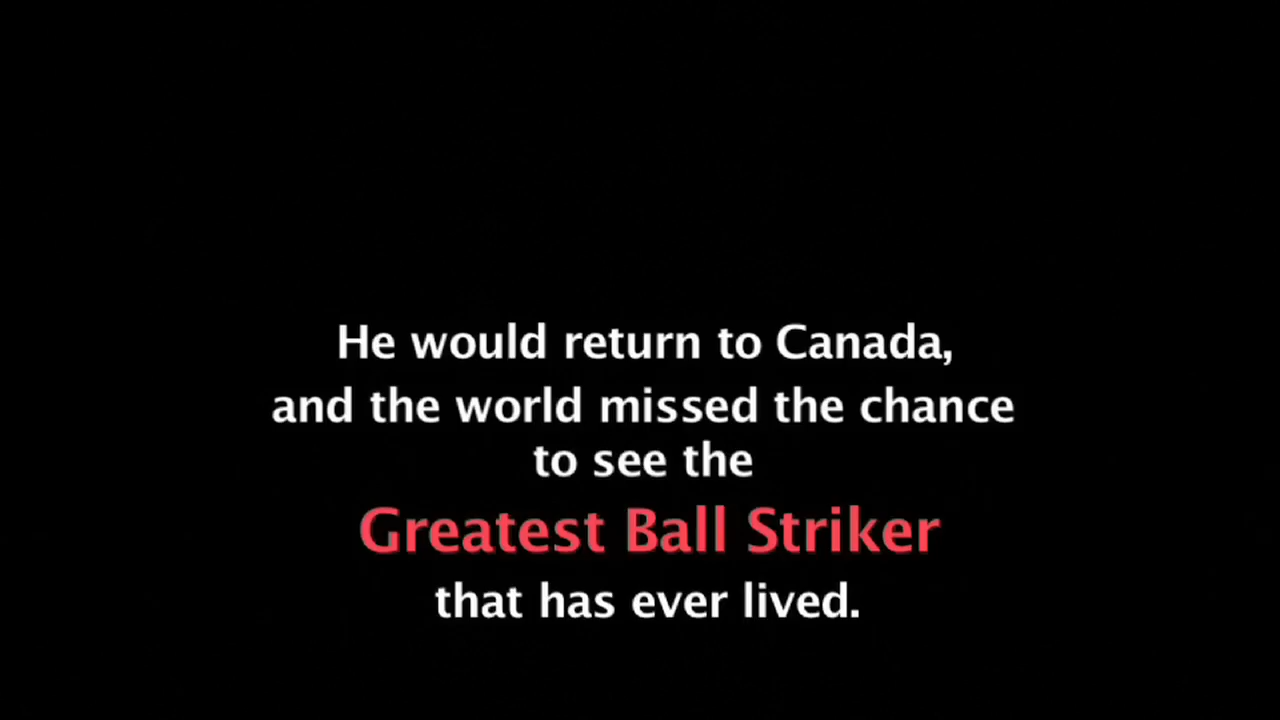 He would return to Canada,
and the world missed the chance
to see the
Greatest Ball Striker
that has ever lived.